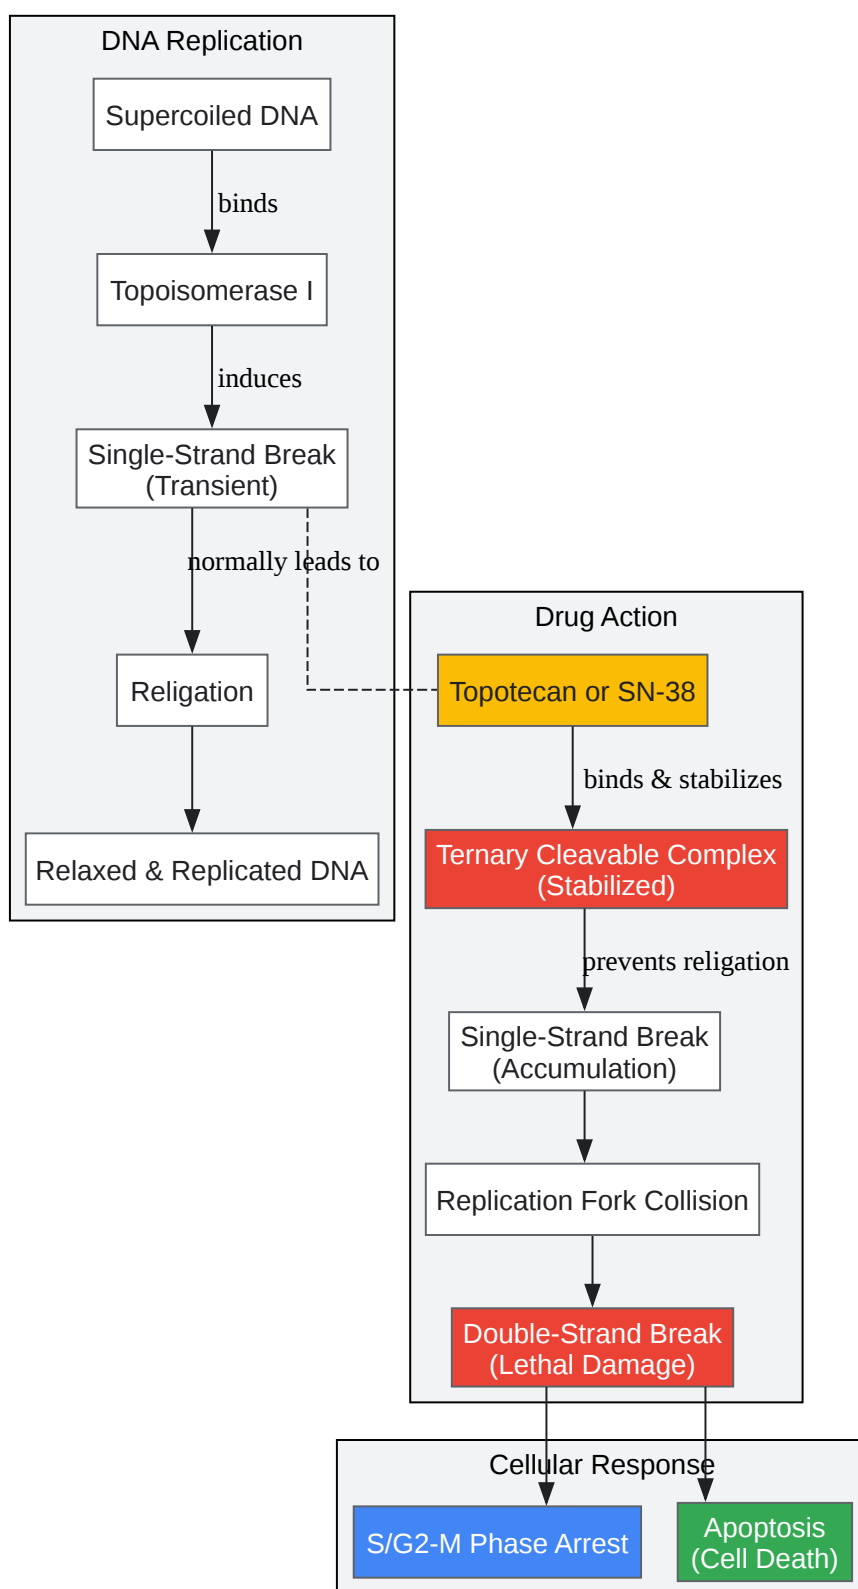 DNA Replication
Supercoiled DNA
binds
Topoisomerase I
induces
Single-Strand Break
(Transient)
normally leads to
Religation
Relaxed & Replicated DNA
Drug Action
Topotecan or SN-38
binds & stabilizes
Ternary Cleavable Complex
(Stabilized)
prevents religation
Single-Strand Break
(Accumulation)
Replication Fork Collision
Double-Strand Break
(Lethal Damage)
Cellular Response
S/G2-M Phase Arrest
Apoptosis
(Cell Death)